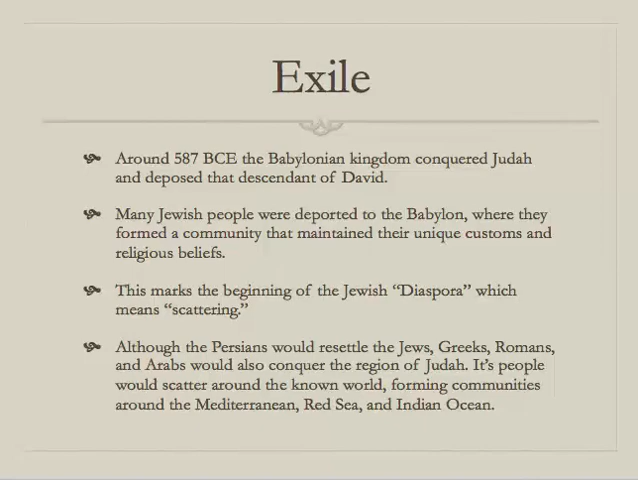 Exile
Around 587 BCE the Babylonian kingdom conquered Judah
and deposed that descendant of David.
Many Jewish people were deported to the Babylon, where they
formed a community that maintained their unique customs and
religious beliefs.
This marks the beginning of the Jewish “Diaspora” which
means “scattering.”
Although the Persians would resettle the Jews, Greeks, Romans,
and Arabs would also conquer the region of Judah. It’s people
would scatter around the known world, forming communities
around the Mediterranean, Red Sea, and Indian Ocean.